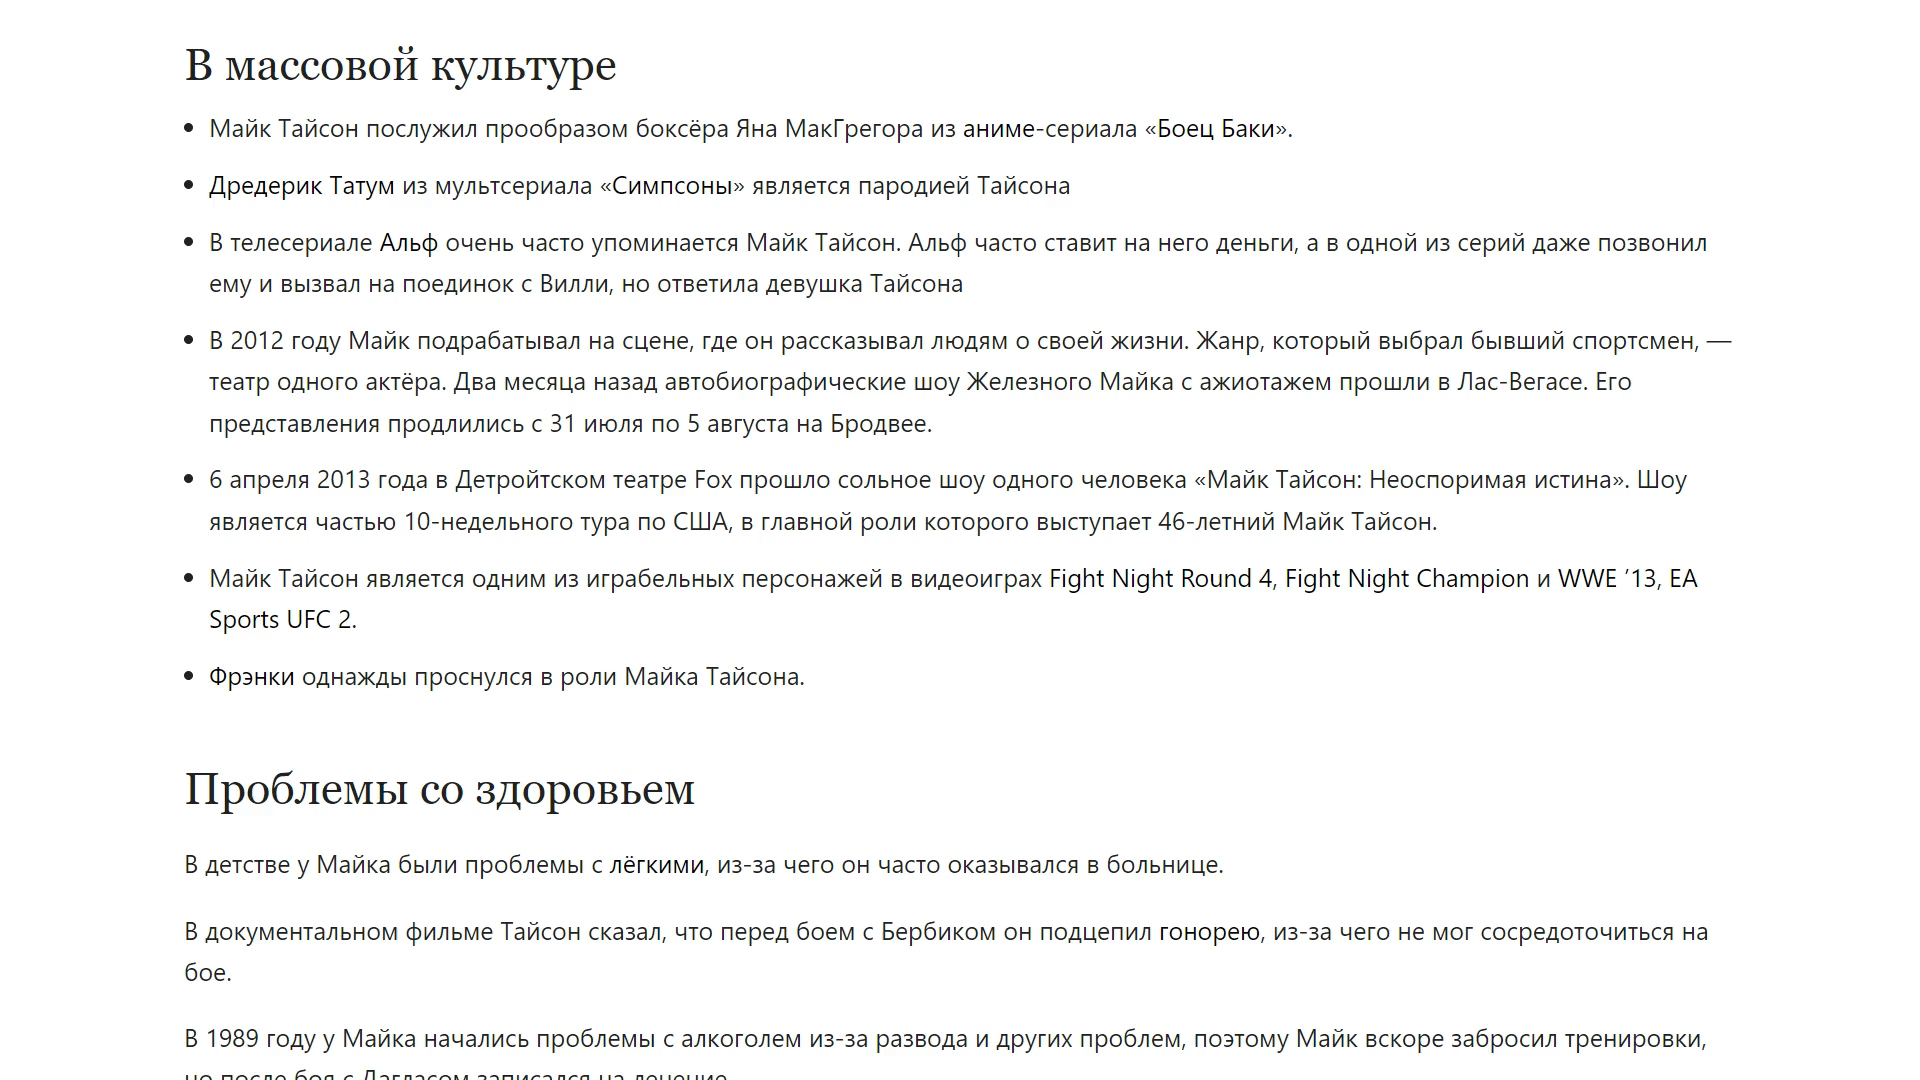 В массовой культуре
Майк Тайсон послужил прообразом боксёра Яна МакГрегора из аниме-сериала «Боец Баки».
Дредерик Татум из мультсериала «Симпсоны» является пародией Тайсона
В телесериале Альф очень часто упоминается Майк Тайсон. Альф часто ставит на него деньги, а в одной из серий даже позвонил
ему и вызвал на поединок с Вилли, но ответила девушка Тайсона
В 2012 году Майк подрабатывал на сцене, где он рассказывал людям о своей жизни. Жанр, который выбрал бывший спортсмен, —
театр одного актёра. Два месяца назад автобиографические шоу Железного Майка с ажиотажем прошли в Лас-Вегасе. Его
представления продлились с 31 июля по 5 августа на Бродвее.
6 апреля 2013 года в Детройтском театре Fox прошло сольное шоу одного человека «Майк Тайсон: Неоспоримая истина». Шоу
является частью 10-недельного тура по США, в главной роли которого выступает 46-летний Майк Тайсон.
Майк Тайсон является одним из играбельных персонажей в видеоиграх Fight Night Round 4, Fight Night Champion и WWE ’13, EA
Sports UFC 2.
Фрэнки однажды проснулся в роли Майка Тайсона.
Проблемы со здоровьем
В детстве у Майка были проблемы с лёгкими, из-за чего он часто оказывался в больнице.
В документальном фильме Тайсон сказал, что перед боем с Бербиком он подцепил гонорею, из-за чего не мог сосредоточиться на
бое.
В 1989 году у Майка начались проблемы с алкоголем из-за развода и других проблем, поэтому Майк вскоре забросил тренировки,
но после боя с Дагласом записался на лечение.